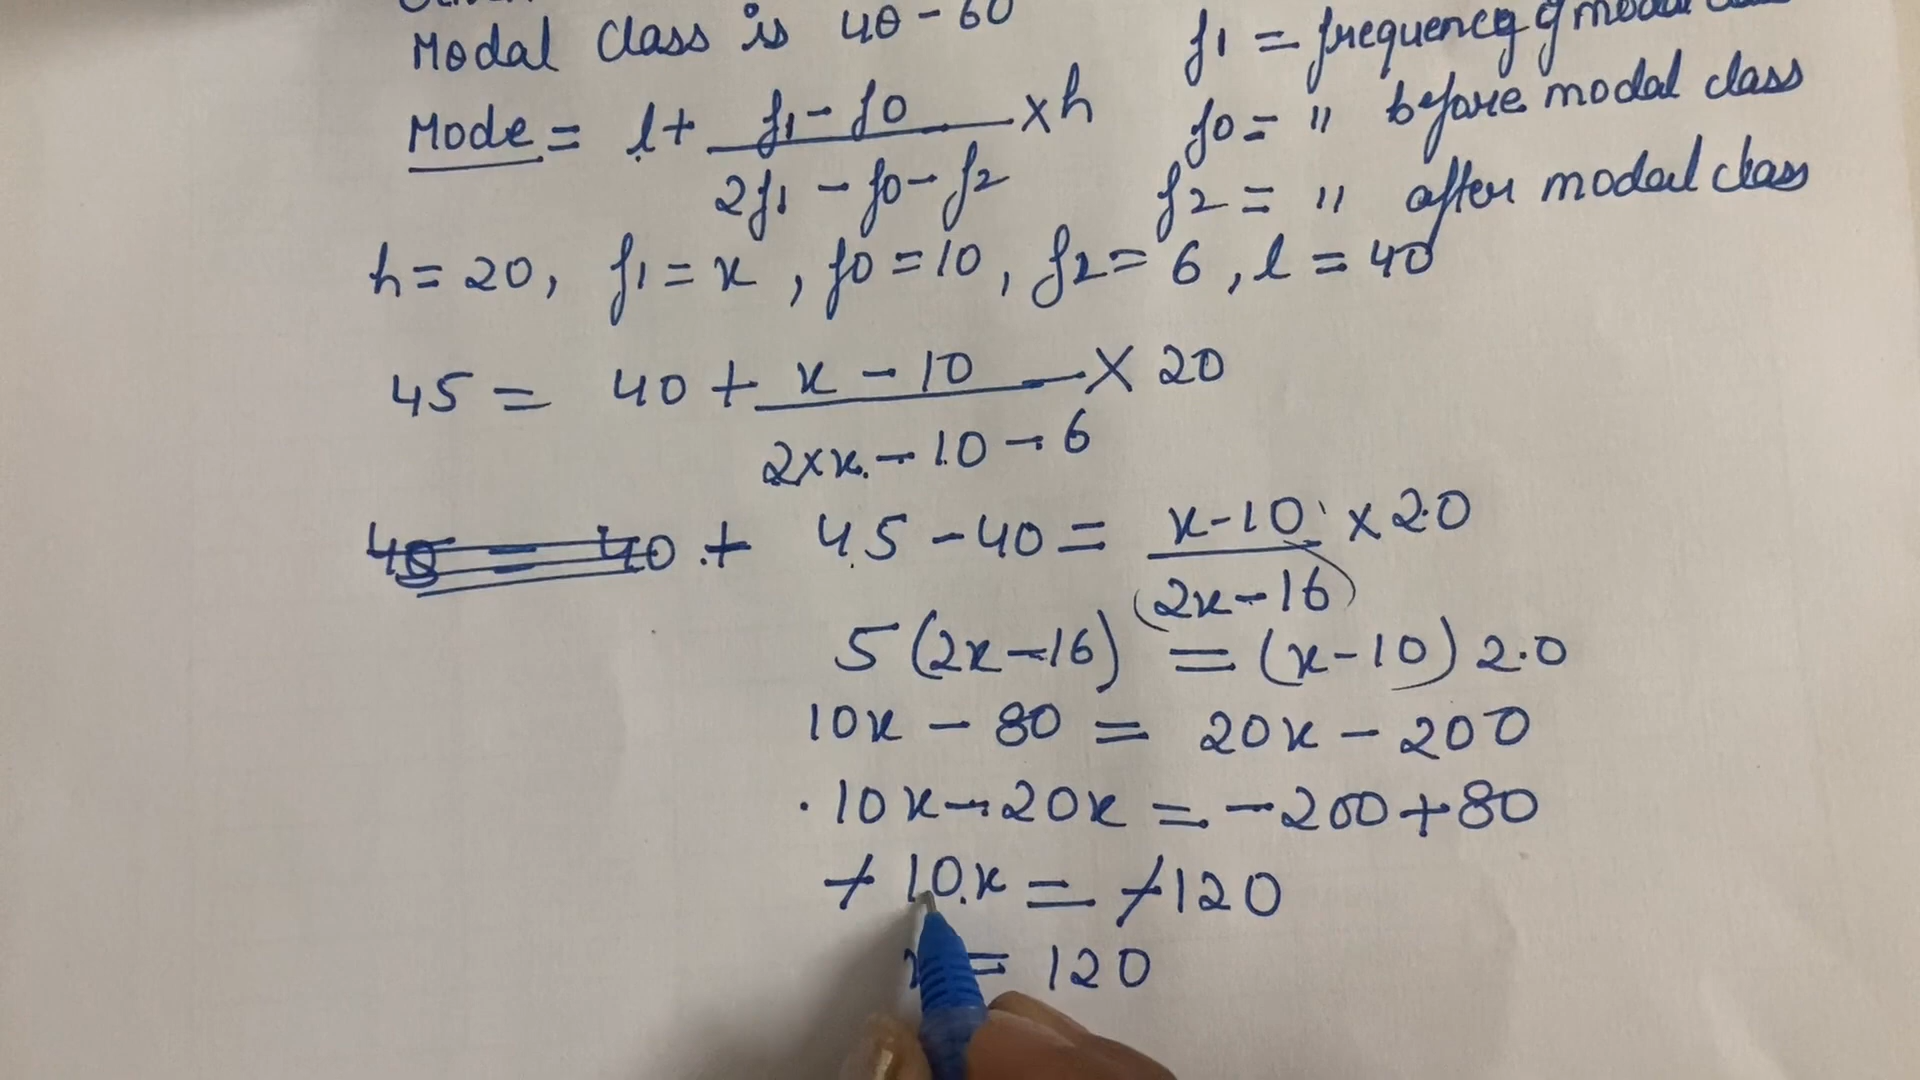 Modal Class is 40 - 60
f1 = frequency of modal
Mode = l + f1 - f0 / 2f1 - f0 - f2 × h
f0 = " before modal class
f2 = " after modal class
h = 20, f1 = x, f0 = 10, f2 = 6, l = 40
45 = 40 + x - 10 / 2×x - 10 - 6 × 20
+ 45 - 40 = x - 10 / (2x - 16) × 20
5 (2x - 16) = (x - 10) 20
10x - 80 = 20x - 200
10x - 20x = -200 + 80
-10x = -120
x = 120